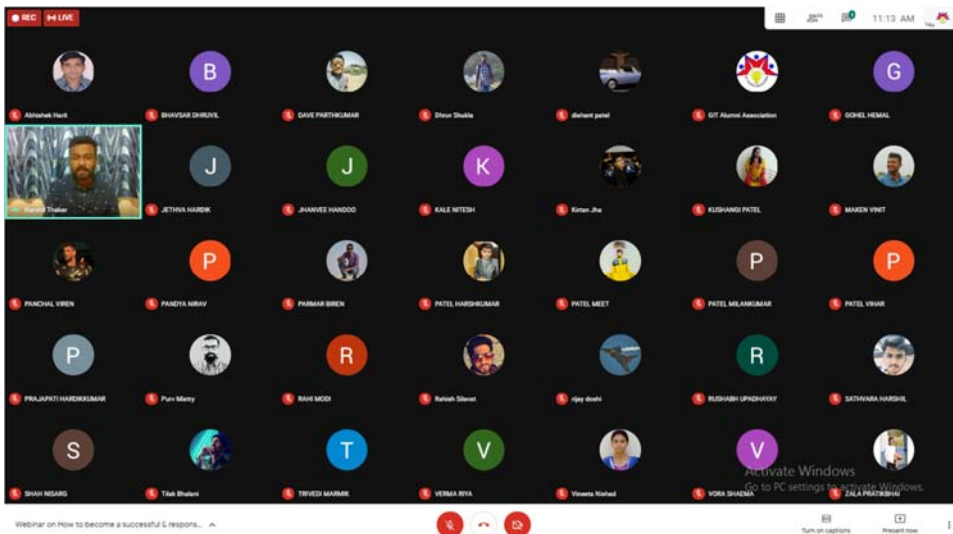 REC LIVE
11:13 AM
You
B
G
Abhishek Harit
BHAVSAR DHRUVIL
DAVE PARTHKUMAR
Dhruv Shukla
dishant patel
GIT Alumni Association
GOHEL HEMAL
J
J
K
Thaker
JETHVA HARDIK
JHANVEE HANDOO
KALE NITESH
Kirtan Jha
KUSHANGI PATEL
MAKEN VINIT
P
P
P
PANCHAL VIREN
PANDYA NIRAV
PARMAR BIREN
PATEL HARSHKUMAR
PATEL MEET
PATEL MILANKUMAR
PATEL VIHAR
P
R
R
PRAJAPATI HARDIKKUMAR
Purv Mistry
RAHI MODI
Rahish Silavat
rijay doshi
RUSHABH UPADHAYAY
SATHVARA HARSHIL
S
T
V
V
Activate Windows
Go to PC settings to activate Windows.
SHAH NISARG
Tilak Bhalani
TRIVEDI MARMIK
VERMA RIYA
Vineeta Nishad
VORA SHAEMA
ZALA PRATIKBHAI
Webinar on How to become a successful & respons...
Turn on captions
Present now